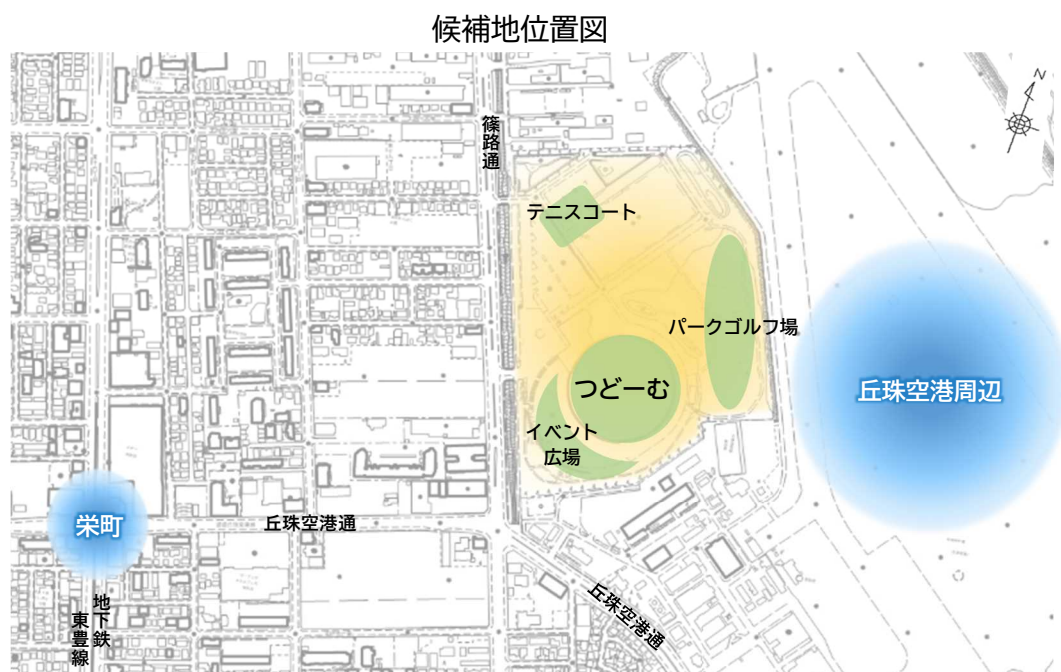 候補地位置図
N
篠路通
テニスコート
パークゴルフ場
つどーむ
丘珠空港周辺
イベント
広場
栄町
丘珠空港通
丘珠空港通
地下鉄
東豊線